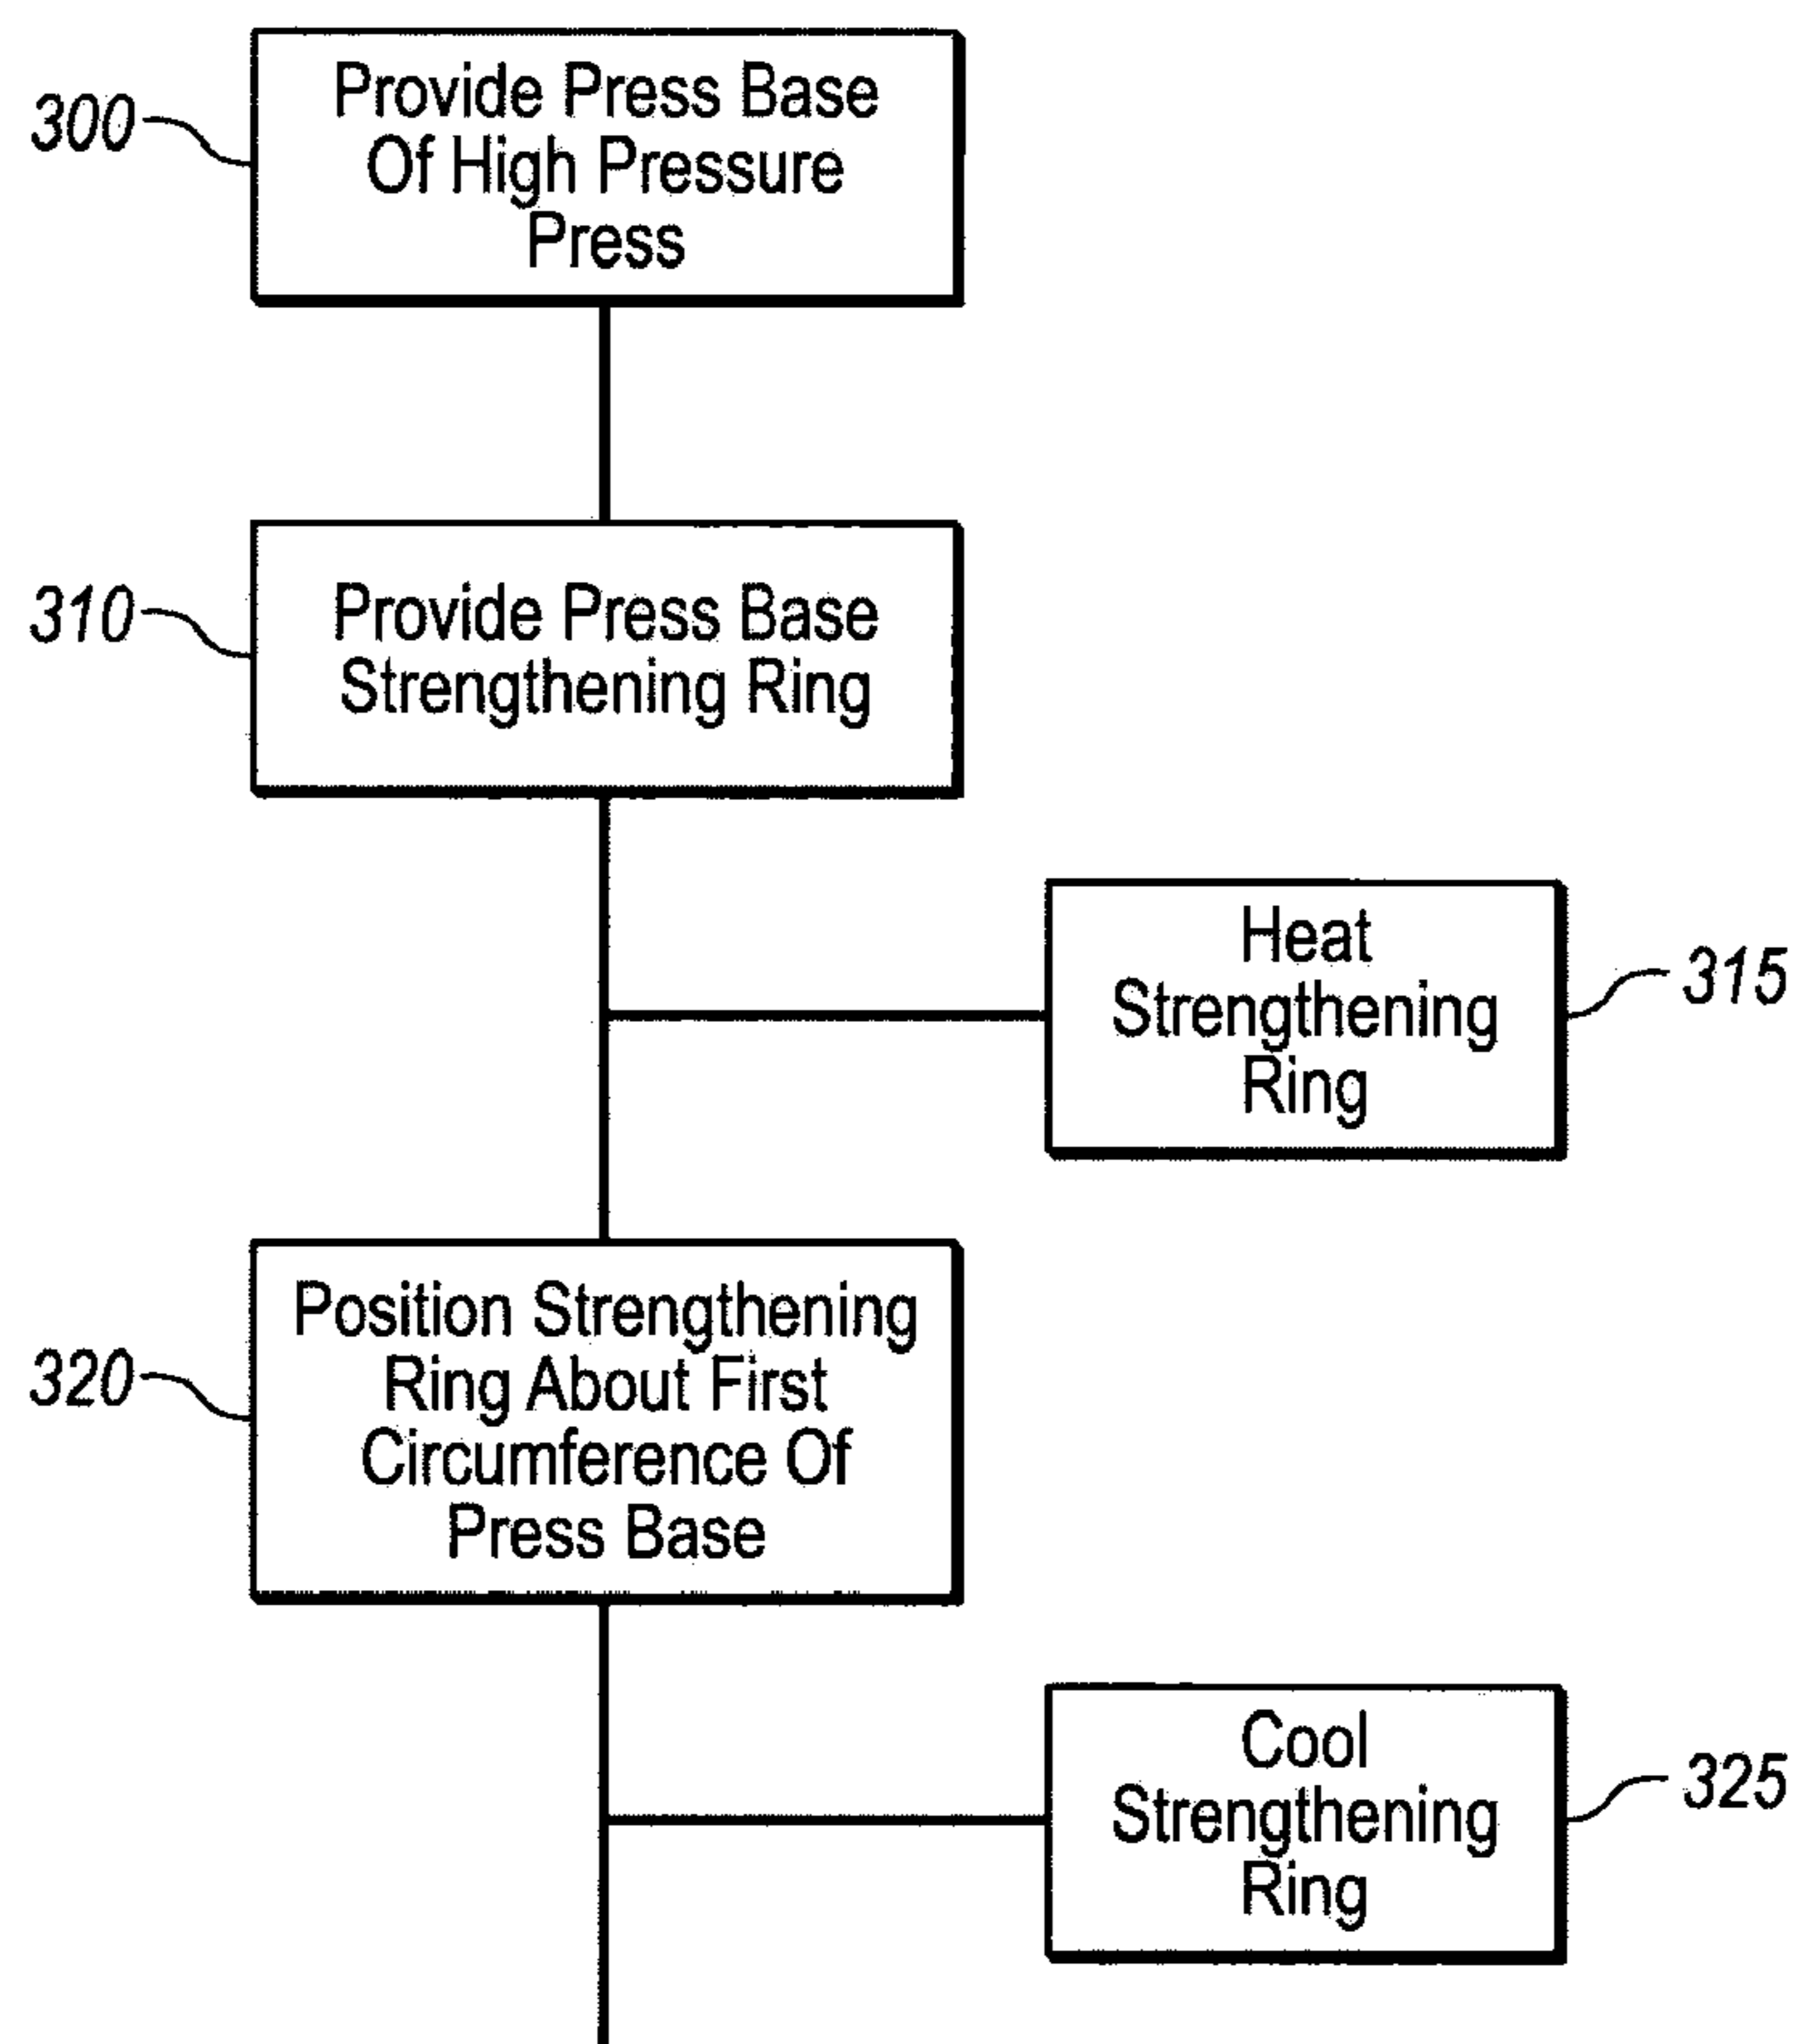 300
Provide Press Base
Of High Pressure
Press
310
Provide Press Base
Strengthening Ring
Heat
Strengthening
Ring
315
320
Position Strengthening
Ring About First
Circumference Of
Press Base
Cool
Strengthening
Ring
325